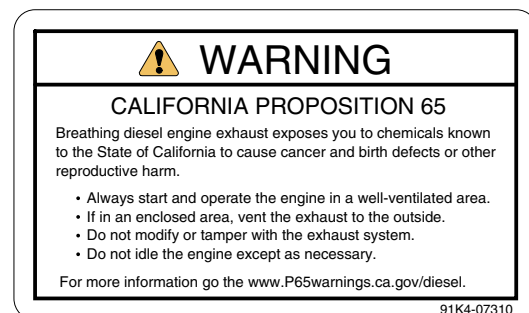 WARNING
CALIFORNIA PROPOSITION 65
Breathing diesel engine exhaust exposes you to chemicals known
to the State of California to cause cancer and birth defects or other
reproductive harm.
• Always start and operate the engine in a well-ventilated area.
• If in an enclosed area, vent the exhaust to the outside.
• Do not modify or tamper with the exhaust system.
• Do not idle the engine except as necessary.
For more information go the www.P65warnings.ca.gov/diesel.
91K4-07310